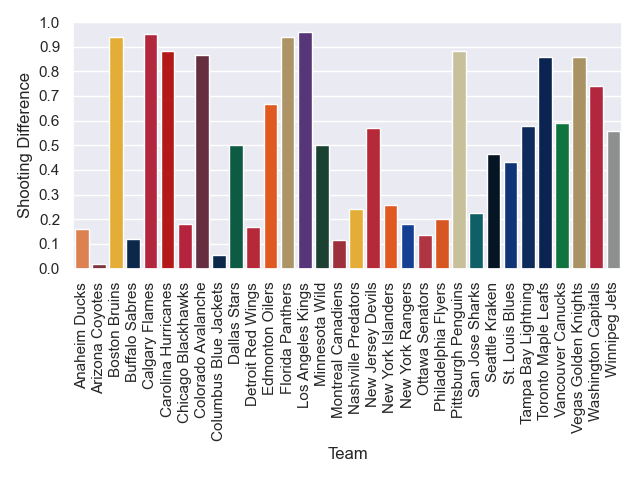 1.0
0.9
0.8
0.7
0.6
0.5
0.4
0.3
0.2
0.1
0.0
Shooting Difference
Anaheim Ducks
Arizona Coyotes
Boston Bruins
Buffalo Sabres
Calgary Flames
Carolina Hurricanes
Chicago Blackhawks
Colorado Avalanche
Columbus Blue Jackets
Dallas Stars
Detroit Red Wings
Edmonton Oilers
Florida Panthers
Los Angeles Kings
Minnesota Wild
Montreal Canadiens
Nashville Predators
New Jersey Devils
New York Islanders
New York Rangers
Ottawa Senators
Philadelphia Flyers
Pittsburgh Penguins
San Jose Sharks
Seattle Kraken
St. Louis Blues
Tampa Bay Lightning
Toronto Maple Leafs
Vancouver Canucks
Vegas Golden Knights
Washington Capitals
Winnipeg Jets
Team